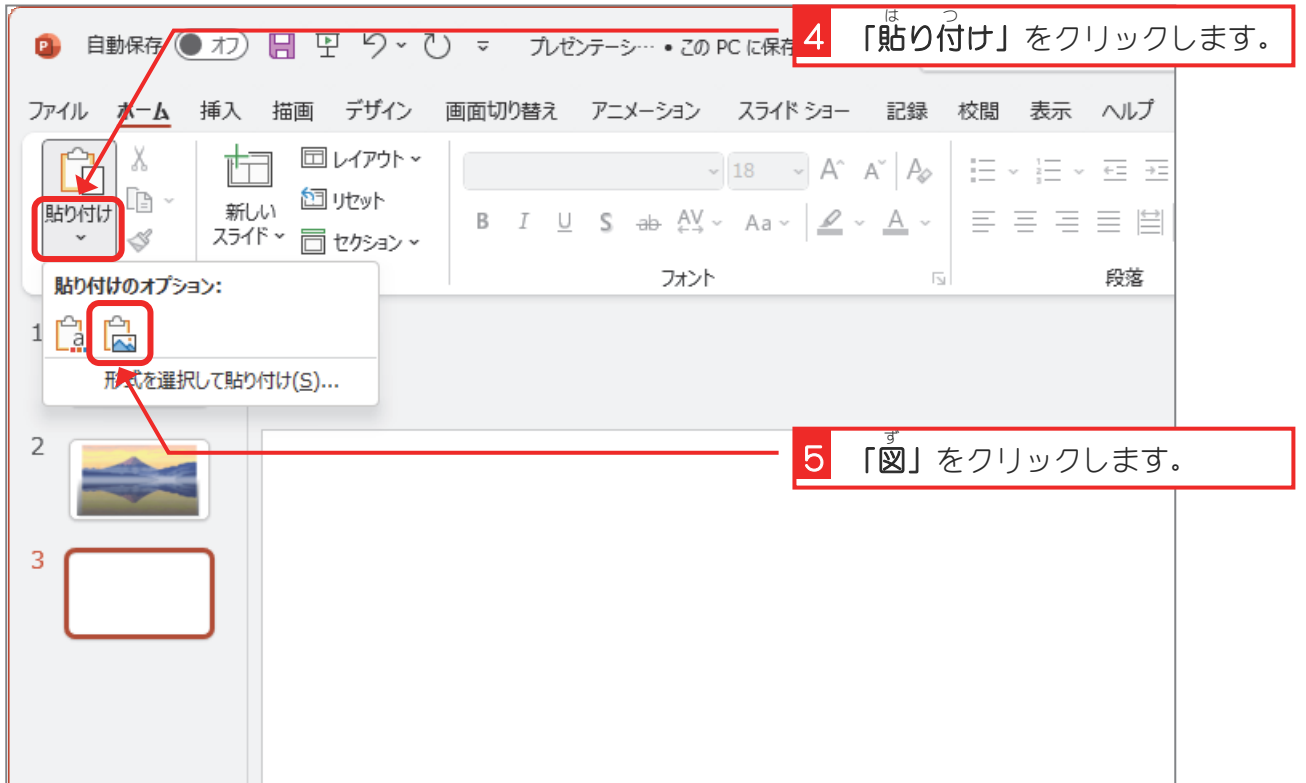 自動保存 オフ プレゼンテーシ… • この PC に保存
4 「貼り付け」をクリックします。
は つ
ファイル ホーム 挿入 描画 デザイン 画面切り替え アニメーション スライド ショー 記録 校閲 表示 ヘルプ
貼り付け
新しい
スライド
レイアウト
リセット
セクション
18
B I U S ab AV Aa A
フォント
段落
貼り付けのオプション:
形式を選択して貼り付け(S)...
1
2
3
ず
5 「図」をクリックします。